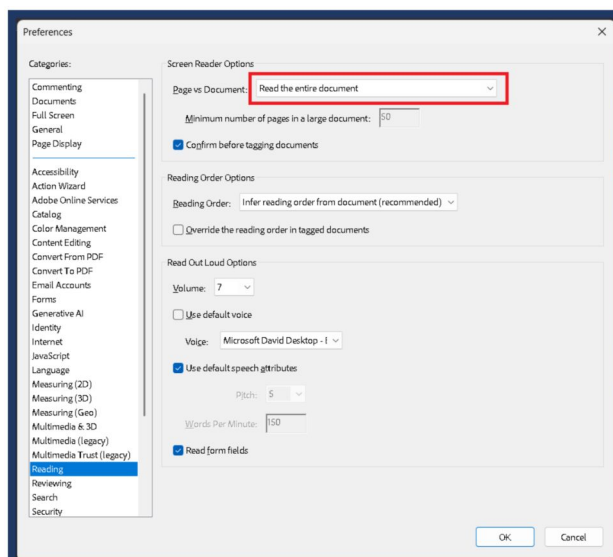 Preferences
Categories:
Commenting
Documents
Full Screen
General
Page Display
Accessibility
Action Wizard
Adobe Online Services
Catalog
Color Management
Content Editing
Convert From PDF
Convert To PDF
Email Accounts
Forms
Generative AI
Identity
Internet
JavaScript
Language
Measuring (2D)
Measuring (3D)
Measuring (Geo)
Multimedia & 3D
Multimedia (legacy)
Multimedia Trust (legacy)
Reading
Reviewing
Search
Security
Screen Reader Options
Page vs Document: Read the entire document
Minimum number of pages in a large document: 50
Confirm before tagging documents
Reading Order Options
Reading Order: Infer reading order from document (recommended)
Override the reading order in tagged documents
Read Out Loud Options
Volume: 7
Use default voice
Voice: Microsoft David Desktop - E
Use default speech attributes
Pitch: 5
Words Per Minute: 150
Read form fields
OK Cancel